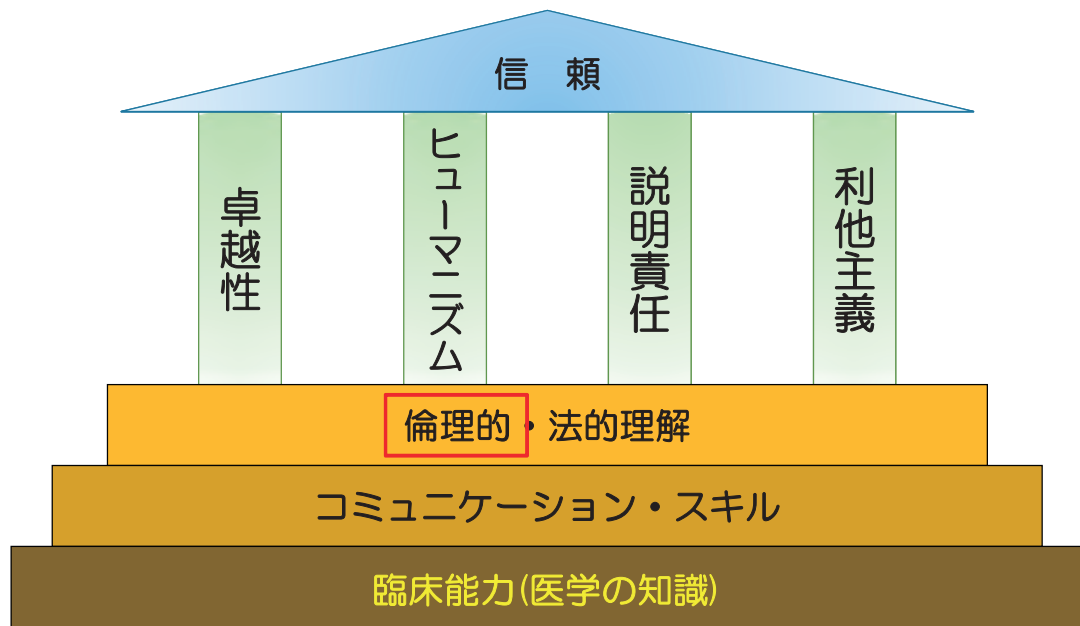 信　頼
卓越性
ヒューマニズム
説明責任
利他主義
倫理的・法的理解
コミュニケーション・スキル
臨床能力(医学の知識)